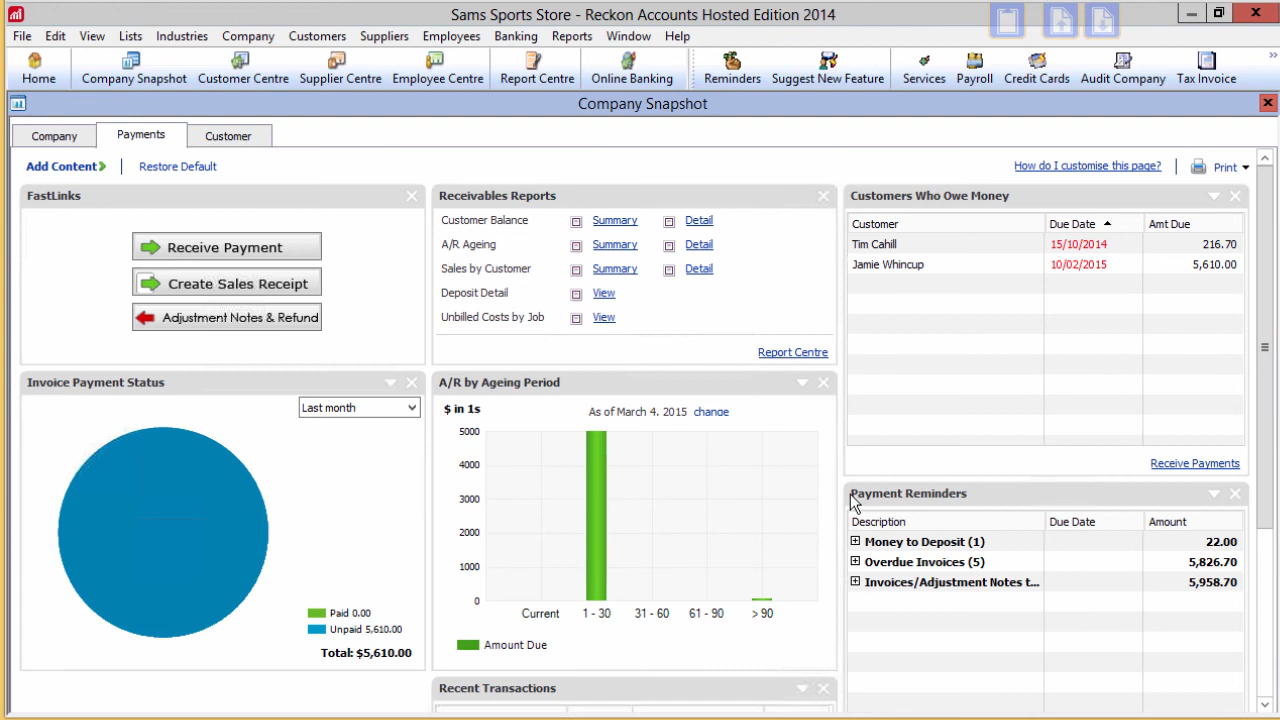 Sams Sports Store - Reckon Accounts Hosted Edition 2014
File Edit View Lists Industries Company Customers Suppliers Employees Banking Reports Window Help
Home Company Snapshot Customer Centre Supplier Centre Employee Centre Report Centre Online Banking Reminders Suggest New Feature Services Payroll Credit Cards Audit Company Tax Invoice
Company Snapshot
Company Payments Customer
Add Content Restore Default How do I customise this page? Print
FastLinks
Receive Payment
Create Sales Receipt
Adjustment Notes & Refund
Receivables Reports
Customer Balance Summary Detail
A/R Ageing Summary Detail
Sales by Customer Summary Detail
Deposit Detail View
Unbilled Costs by Job View
Report Centre
Customers Who Owe Money
Customer Due Date Amt Due
Tim Cahill 15/10/2014 216.70
Jamie Whincup 10/02/2015 5,610.00
Receive Payments
Invoice Payment Status
Last month
Paid 0.00
Unpaid 5,610.00
Total: $5,610.00
A/R by Ageing Period
$ in 1s As of March 4, 2015 change
5000
4000
3000
2000
1000
0
Current 1 - 30 31 - 60 61 - 90 > 90
Amount Due
Payment Reminders
Description Due Date Amount
Money to Deposit (1) 22.00
Overdue Invoices (5) 5,826.70
Invoices/Adjustment Notes t... 5,958.70
Recent Transactions